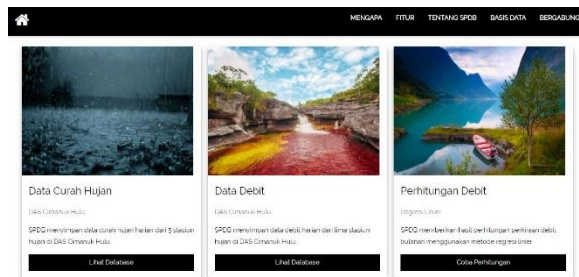 MENGAPA FITUR TENTANG SPDB BASIS DATA BERGABUNG
Data Curah Hujan
DAS Cimanuk Hulu
SPDB menyimpan data curah hujan harian dari 5 stasiun
hujan di DAS Cimanuk Hulu.
Lihat Database
Data Debit
DAS Cimanuk Hulu
SPDB menyimpan data debit harian dari lima stasiun
hujan di DAS Cimanuk Hulu.
Lihat Database
Perhitungan Debit
Regresi Linier
SPDB memberikan hasil perhitungan perkiraan debit
bulanan menggunakan metode regresi linier.
Coba Perhitungan